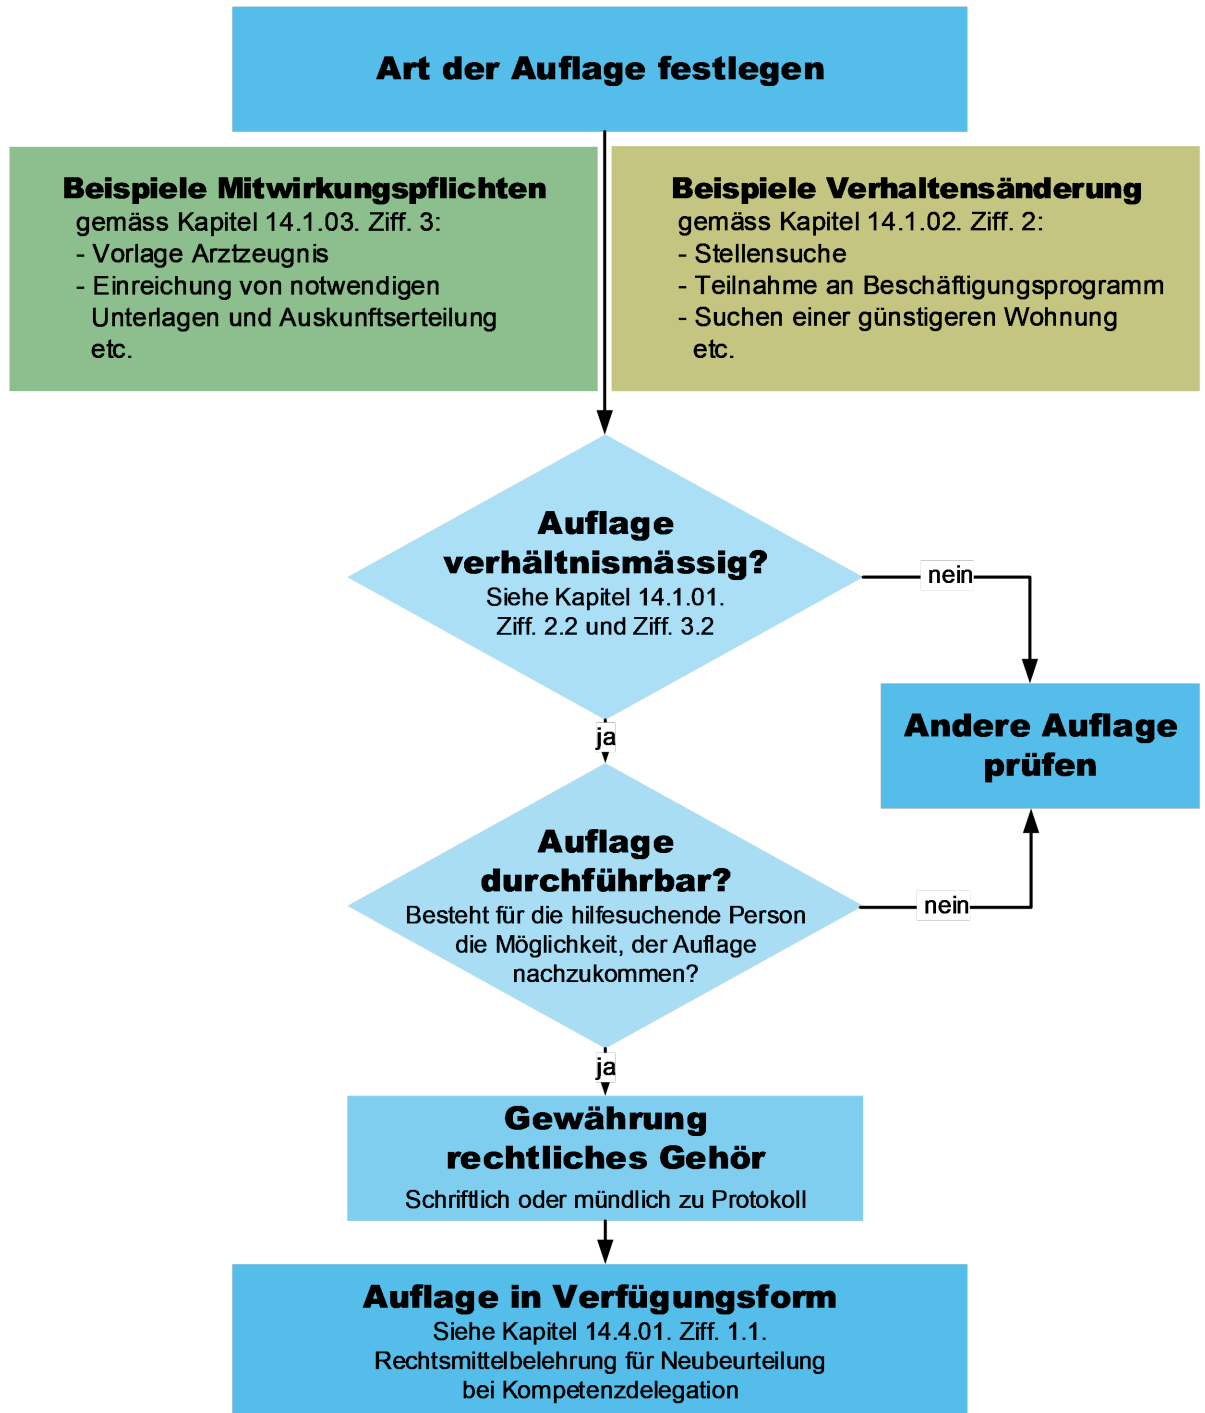 Art der Auflage festlegen
Beispiele Mitwirkungspflichten
gemäss Kapitel 14.1.03. Ziff. 3:
- Vorlage Arztzeugnis
- Einreichung von notwendigen
Unterlagen und Auskunftserteilung
etc.
Beispiele Verhaltensänderung
gemäss Kapitel 14.1.02. Ziff. 2:
- Stellensuche
- Teilnahme an Beschäftigungsprogramm
- Suchen einer günstigeren Wohnung
etc.
Auflage
verhältnismässig?
Siehe Kapitel 14.1.01.
Ziff. 2.2 und Ziff. 3.2
nein
ja
Andere Auflage
prüfen
Auflage
durchführbar?
Besteht für die hilfesuchende Person
die Möglichkeit, der Auflage
nachzukommen?
nein
ja
Gewährung
rechtliches Gehör
Schriftlich oder mündlich zu Protokoll
Auflage in Verfügungsform
Siehe Kapitel 14.4.01. Ziff. 1.1.
Rechtsmittelbelehrung für Neubeurteilung
bei Kompetenzdelegation